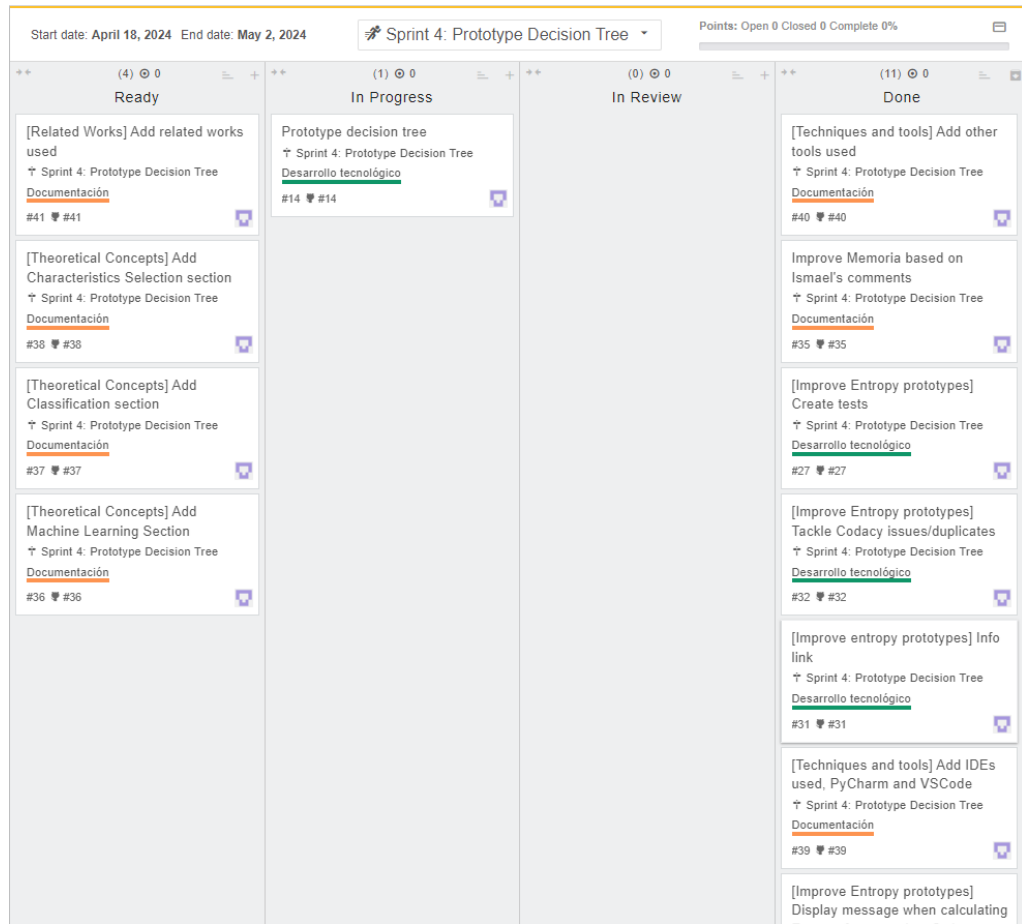 Start date: April 18, 2024 End date: May 2, 2024
Sprint 4: Prototype Decision Tree
Points: Open 0 Closed 0 Complete 0%
(4) 0
Ready
[Related Works] Add related works
used
Sprint 4: Prototype Decision Tree
Documentación
#41 #41
[Theoretical Concepts] Add
Characteristics Selection section
Sprint 4: Prototype Decision Tree
Documentación
#38 #38
[Theoretical Concepts] Add
Classification section
Sprint 4: Prototype Decision Tree
Documentación
#37 #37
[Theoretical Concepts] Add
Machine Learning Section
Sprint 4: Prototype Decision Tree
Documentación
#36 #36
(1) 0
In Progress
Prototype decision tree
Sprint 4: Prototype Decision Tree
Desarrollo tecnológico
#14 #14
(0) 0
In Review
(11) 0
Done
[Techniques and tools] Add other
tools used
Sprint 4: Prototype Decision Tree
Documentación
#40 #40
Improve Memoria based on
Ismael's comments
Sprint 4: Prototype Decision Tree
Documentación
#35 #35
[Improve Entropy prototypes]
Create tests
Sprint 4: Prototype Decision Tree
Desarrollo tecnológico
#27 #27
[Improve Entropy prototypes]
Tackle Codacy issues/duplicates
Sprint 4: Prototype Decision Tree
Desarrollo tecnológico
#32 #32
[Improve entropy prototypes] Info
link
Sprint 4: Prototype Decision Tree
Desarrollo tecnológico
#31 #31
[Techniques and tools] Add IDEs
used, PyCharm and VSCode
Sprint 4: Prototype Decision Tree
Documentación
#39 #39
[Improve Entropy prototypes]
Display message when calculating